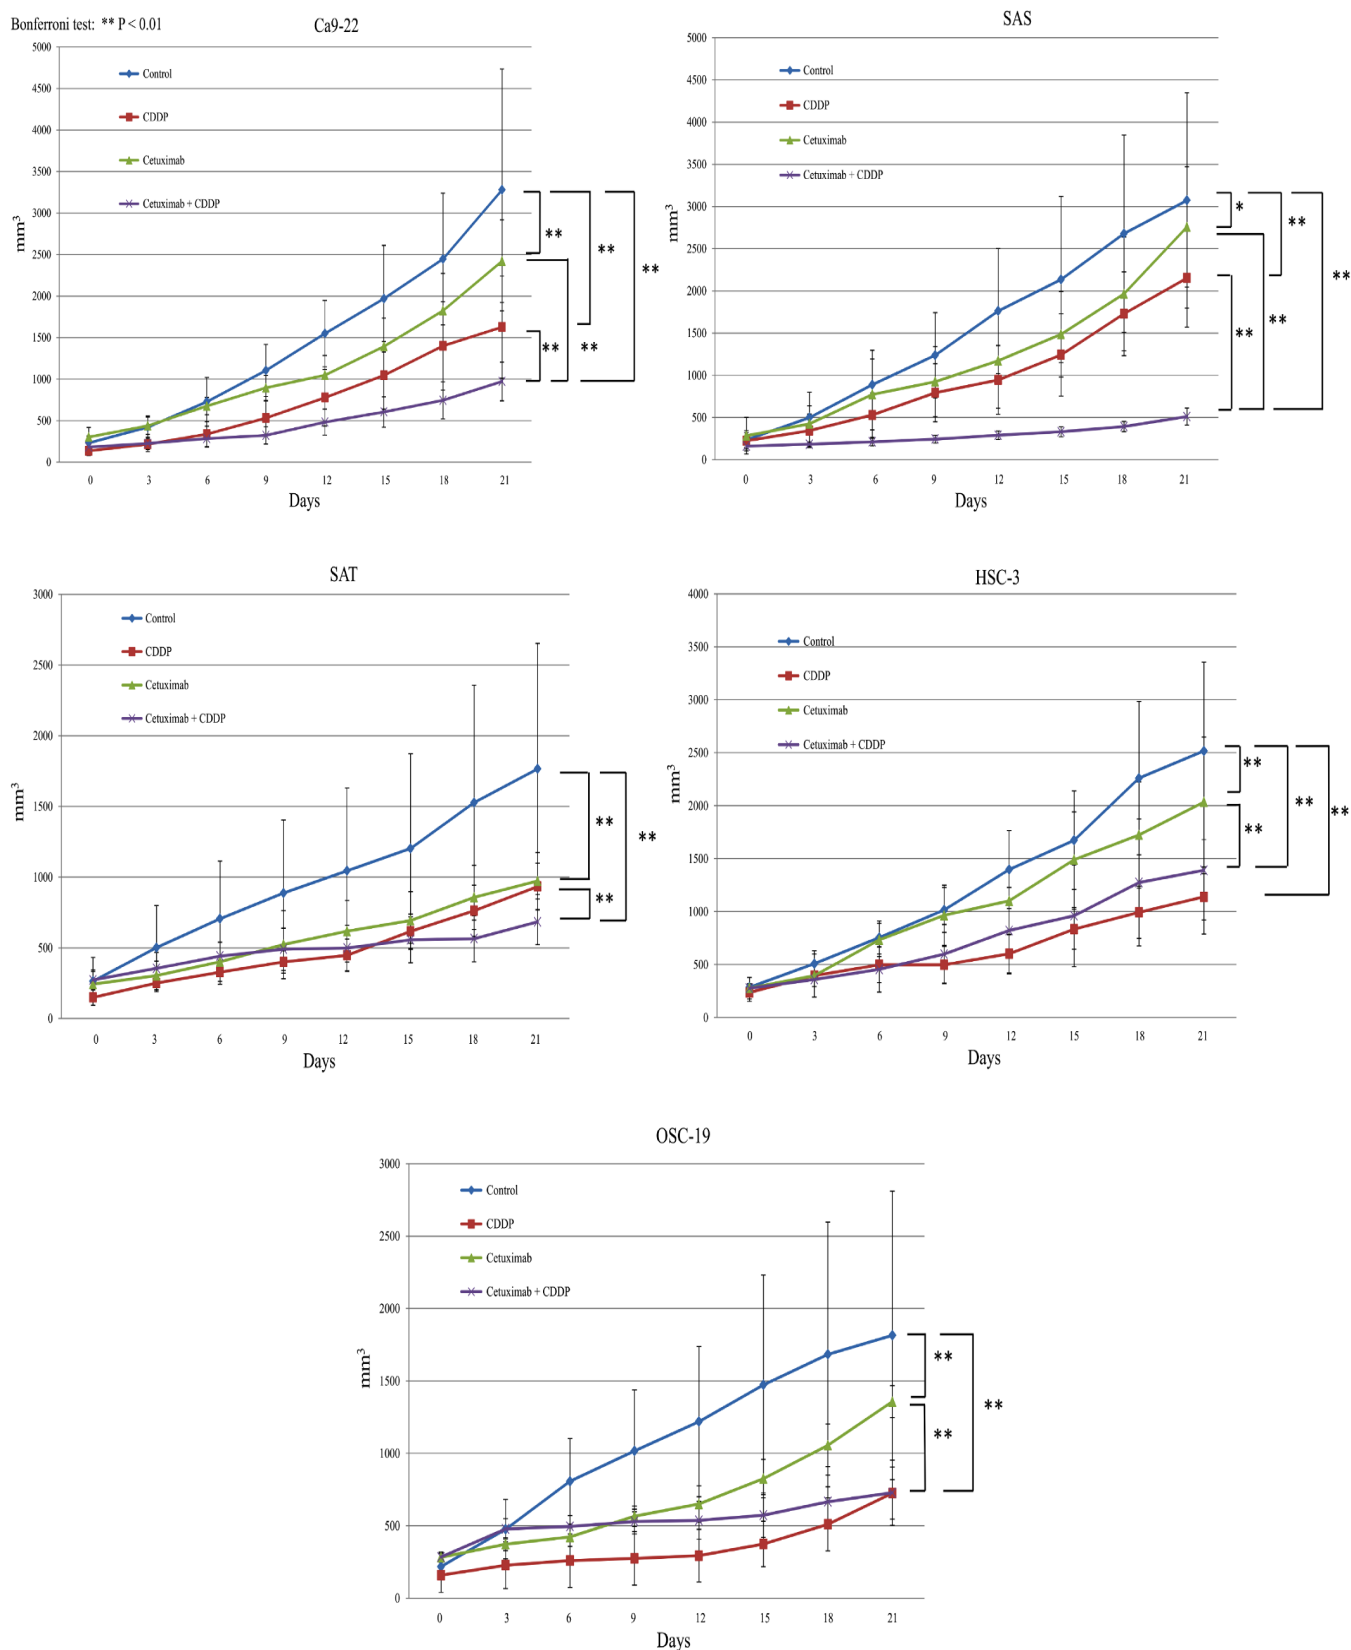 Bonferroni test: ** P < 0.01
Ca9-22
5000
4500
4000
3500
3000
2500
2000
1500
1000
500
0
mm³
Control
CDDP
Cetuximab
Cetuximab + CDDP
**
**
**
**
**
0 3 6 9 12 15 18 21
Days
SAS
5000
4500
4000
3500
3000
2500
2000
1500
1000
500
0
mm³
Control
CDDP
Cetuximab
Cetuximab + CDDP
*
**
**
**
**
0 3 6 9 12 15 18 21
Days
SAT
3000
2500
2000
1500
1000
500
0
mm³
Control
CDDP
Cetuximab
Cetuximab + CDDP
**
**
**
0 3 6 9 12 15 18 21
Days
HSC-3
4000
3500
3000
2500
2000
1500
1000
500
0
mm³
Control
CDDP
Cetuximab
Cetuximab + CDDP
**
**
**
**
0 3 6 9 12 15 18 21
Days
OSC-19
3000
2500
2000
1500
1000
500
0
mm³
Control
CDDP
Cetuximab
Cetuximab + CDDP
**
**
**
0 3 6 9 12 15 18 21
Days